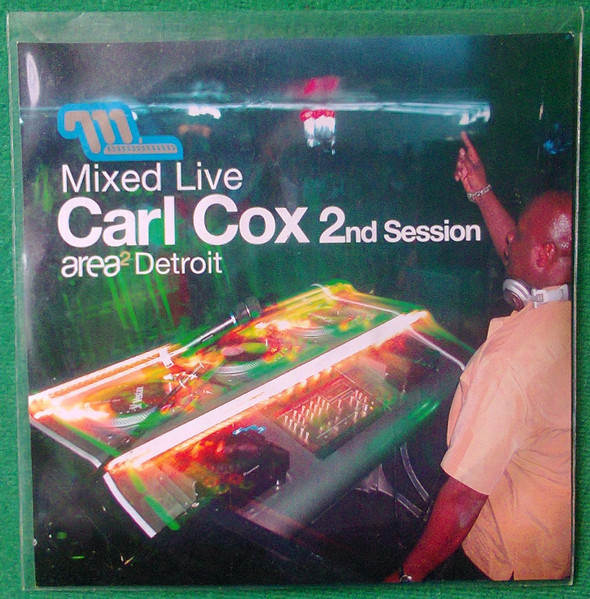 m
Mixed Live
Carl Cox 2nd Session
area2 Detroit